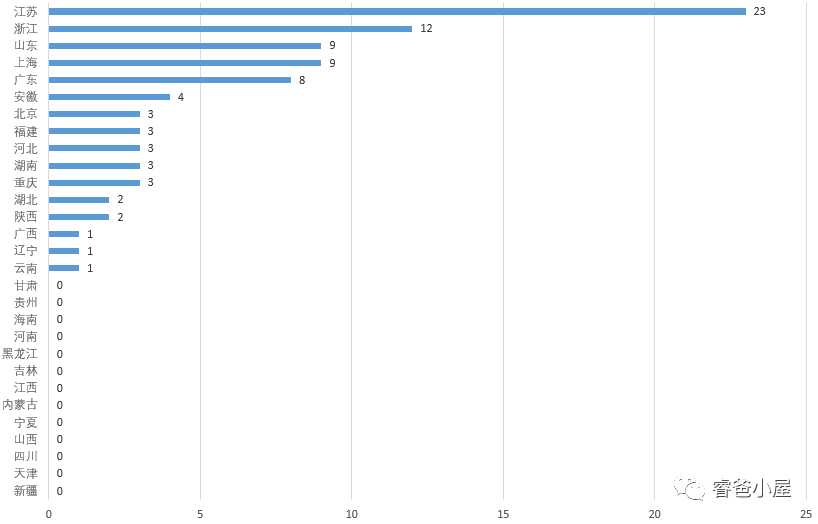 江苏 23
浙江 12
山东 9
上海 9
广东 8
安徽 4
北京 3
福建 3
河北 3
湖南 3
重庆 3
湖北 2
陕西 2
广西 1
辽宁 1
云南 1
甘肃 0
贵州 0
海南 0
河南 0
黑龙江 0
吉林 0
江西 0
内蒙古 0
宁夏 0
山西 0
四川 0
天津 0
新疆 0
0 5 10 15 20 25
睿爸小屋